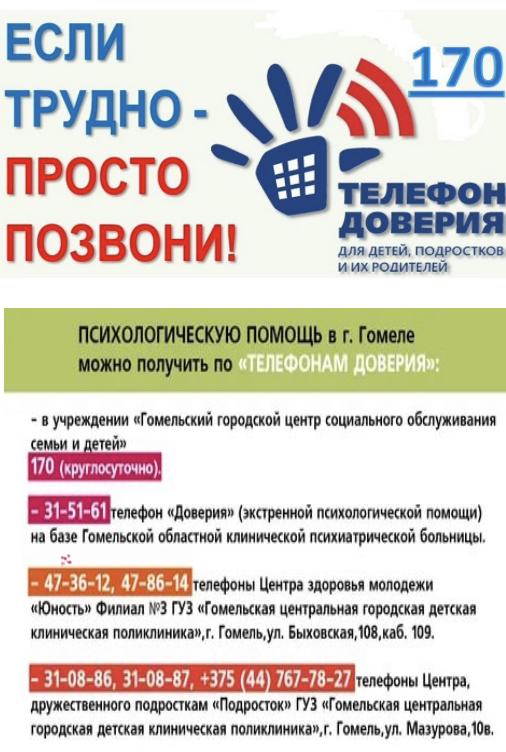 ЕСЛИ
ТРУДНО -
ПРОСТО
ПОЗВОНИ!
170
ТЕЛЕФОН
ДОВЕРИЯ
ДЛЯ ДЕТЕЙ, ПОДРОСТКОВ
И ИХ РОДИТЕЛЕЙ
ПСИХОЛОГИЧЕСКУЮ ПОМОЩЬ в г. Гомеле
можно получить по «ТЕЛЕФОНАМ ДОВЕРИЯ»:
- в учреждении «Гомельский городской центр социального обслуживания
семьи и детей»
170 (круглосуточно).
- 31-51-61 телефон «Доверия» (экстренной психологической помощи)
на базе Гомельской областной клинической психиатрической больницы.
- 47-36-12, 47-86-14 телефоны Центра здоровья молодежи
«Юность» Филиал №3 ГУЗ «Гомельская центральная городская детская
клиническая поликлиника»,г. Гомель,ул. Быховская,108,каб. 109.
- 31-08-86, 31-08-87, +375 (44) 767-78-27 телефоны Центра,
дружественного подросткам «Подросток» ГУЗ «Гомельская центральная
городская детская клиническая поликлиника»,г. Гомель,ул. Мазурова,10в.